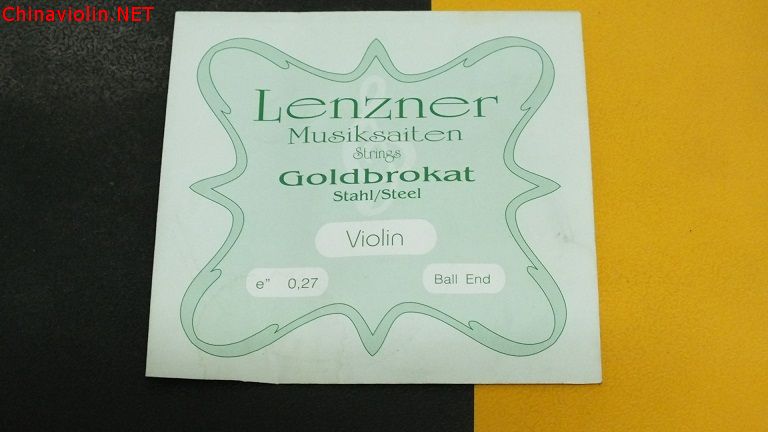 Chinaviolin.NET
Lenzner
Musiksaiten
Strings
Goldbrokat
Stahl/Steel
Violin
e" 0,27
Ball End